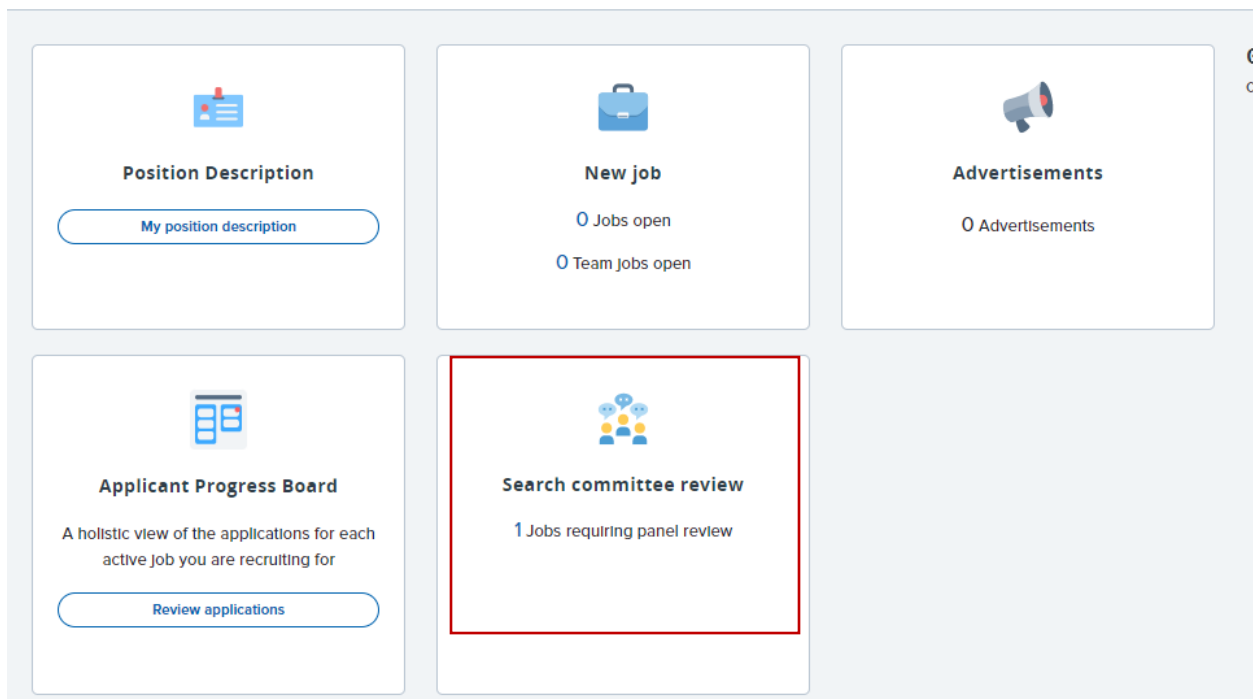 Position Description
My position description
New job
0 Jobs open
0 Team jobs open
Advertisements
0 Advertisements
Applicant Progress Board
A holistic view of the applications for each
active job you are recruiting for
Review applications
Search committee review
1 Jobs requiring panel review